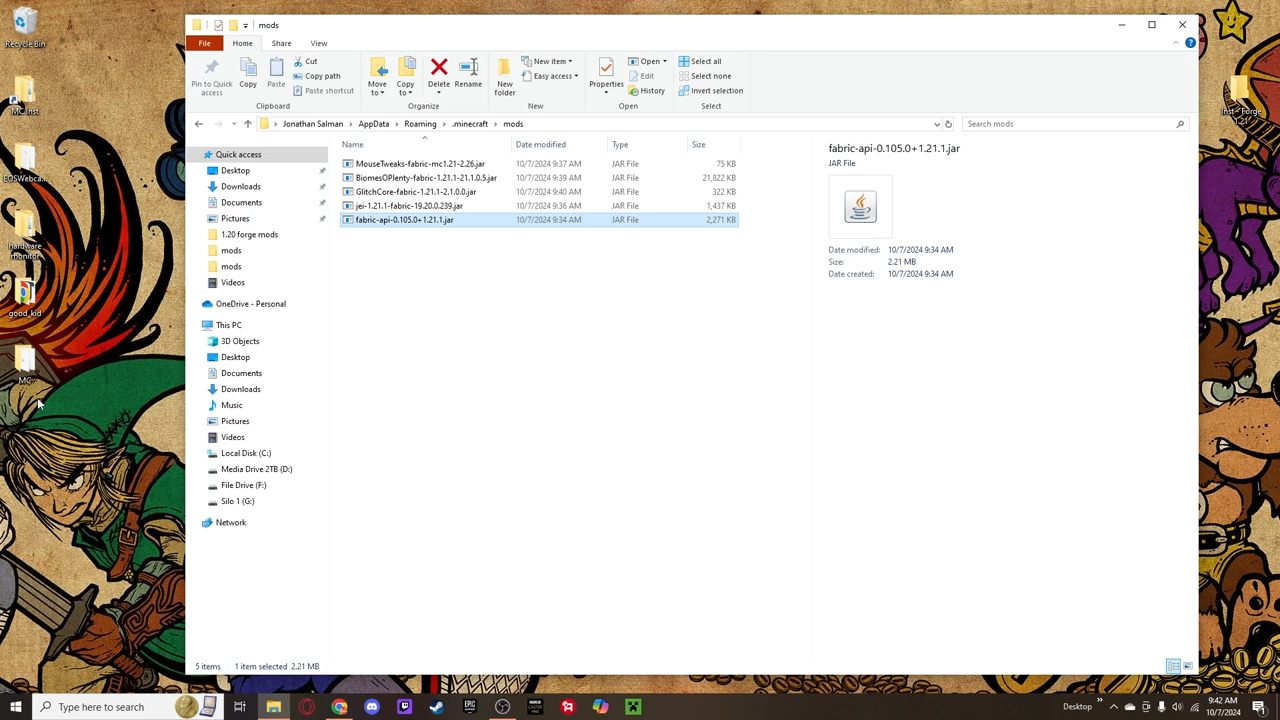 mods
File
Home
Share
View
Pin to Quick access
Copy
Paste
Cut
Copy path
Paste shortcut
Clipboard
Move to
Copy to
Delete
Rename
Organize
New folder
New item
Easy access
New
Properties
Open
Edit
History
Open
Select all
Select none
Invert selection
Select
Jonathan Salman > AppData > Roaming > .minecraft > mods
Search mods
Quick access
Desktop
Downloads
Documents
Pictures
1.20 forge mods
mods
mods
Videos
OneDrive - Personal
This PC
3D Objects
Desktop
Documents
Downloads
Music
Pictures
Videos
Local Disk (C:)
Media Drive 2TB (D:)
File Drive (F:)
Silo 1 (G:)
Network
Name Date modified Type Size
MouseTweaks-fabric-mc1.21-2.26.jar 10/7/2024 9:37 AM JAR File 75 KB
BiomesOPlenty-fabric-1.21.1-21.1.0.5.jar 10/7/2024 9:39 AM JAR File 21,822 KB
GlitchCore-fabric-1.21.1-2.1.0.0.jar 10/7/2024 9:40 AM JAR File 322 KB
jei-1.21.1-fabric-19.20.0.239.jar 10/7/2024 9:36 AM JAR File 1,437 KB
fabric-api-0.105.0+1.21.1.jar 10/7/2024 9:34 AM JAR File 2,271 KB
fabric-api-0.105.0+1.21.1.jar
JAR File
Date modified: 10/7/2024 9:34 AM
Size: 2.21 MB
Date created: 10/7/2024 9:34 AM
5 items 1 item selected 2.21 MB
Recycle Bin
MC Inst
EOSWebca...
hardware
monitor
good_kid
MC
Inst - Forge
1.21
Type here to search
EPIC
Desktop
9:42 AM
10/7/2024